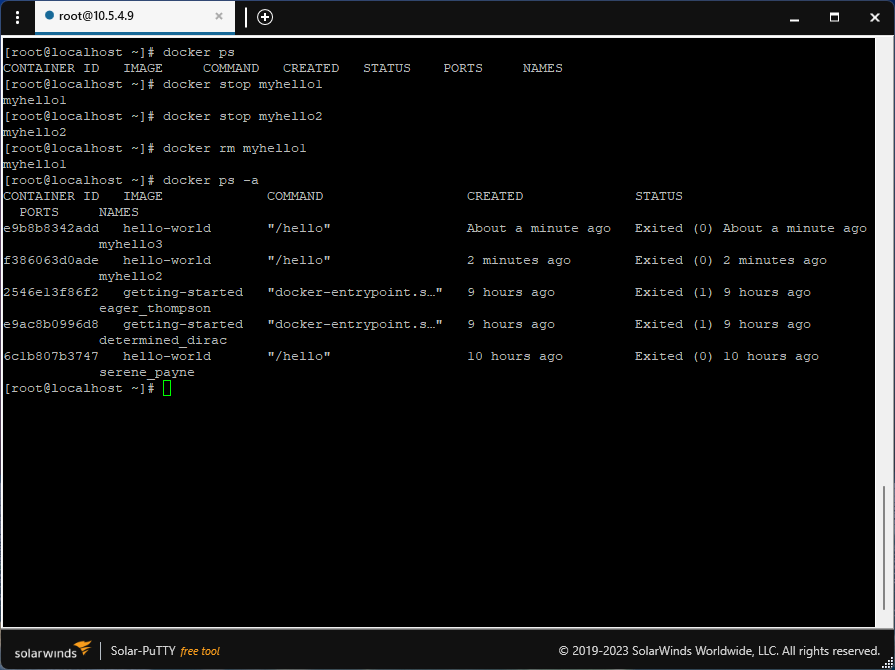 root@10.5.4.9
[root@localhost ~]# docker ps
CONTAINER ID   IMAGE     COMMAND   CREATED   STATUS    PORTS     NAMES
[root@localhost ~]# docker stop myhello1
myhello1
[root@localhost ~]# docker stop myhello2
myhello2
[root@localhost ~]# docker rm myhello1
myhello1
[root@localhost ~]# docker ps -a
CONTAINER ID   IMAGE             COMMAND                  CREATED              STATUS
  PORTS     NAMES
e9b8b8342add   hello-world       "/hello"                 About a minute ago   Exited (0) About a minute ago
            myhello3
f386063d0ade   hello-world       "/hello"                 2 minutes ago        Exited (0) 2 minutes ago
            myhello2
2546e13f86f2   getting-started   "docker-entrypoint.s…"   9 hours ago          Exited (1) 9 hours ago
            eager_thompson
e9ac8b0996d8   getting-started   "docker-entrypoint.s…"   9 hours ago          Exited (1) 9 hours ago
            determined_dirac
6c1b807b3747   hello-world       "/hello"                 10 hours ago         Exited (0) 10 hours ago
            serene_payne
[root@localhost ~]#
solarwinds Solar-PuTTY free tool © 2019-2023 SolarWinds Worldwide, LLC. All rights reserved.